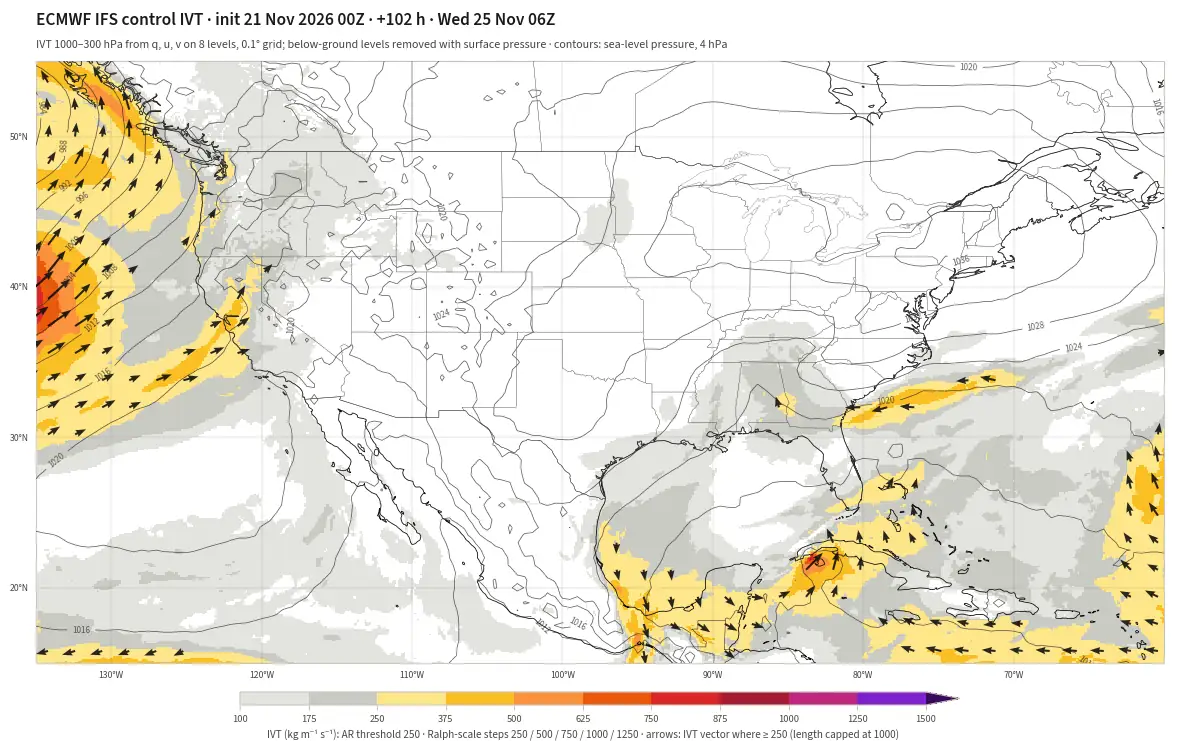 ECMWF IFS control IVT · init 21 Nov 2026 00Z · +102 h · Wed 25 Nov 06Z
IVT 1000–300 hPa from q, u, v on 8 levels, 0.1° grid; below-ground levels removed with surface pressure · contours: sea-level pressure, 4 hPa
1020
1016
50°N
988
992
996
1020
1008
1036
40°N
1024
1012
1020
1028
1024
1016
1020
30°N
1020
20°N
1016
1012
1016
130°W 120°W 110°W 100°W 90°W 80°W 70°W
100 175 250 375 500 625 750 875 1000 1250 1500
IVT (kg m⁻¹ s⁻¹): AR threshold 250 · Ralph-scale steps 250 / 500 / 750 / 1000 / 1250 · arrows: IVT vector where ≥ 250 (length capped at 1000)